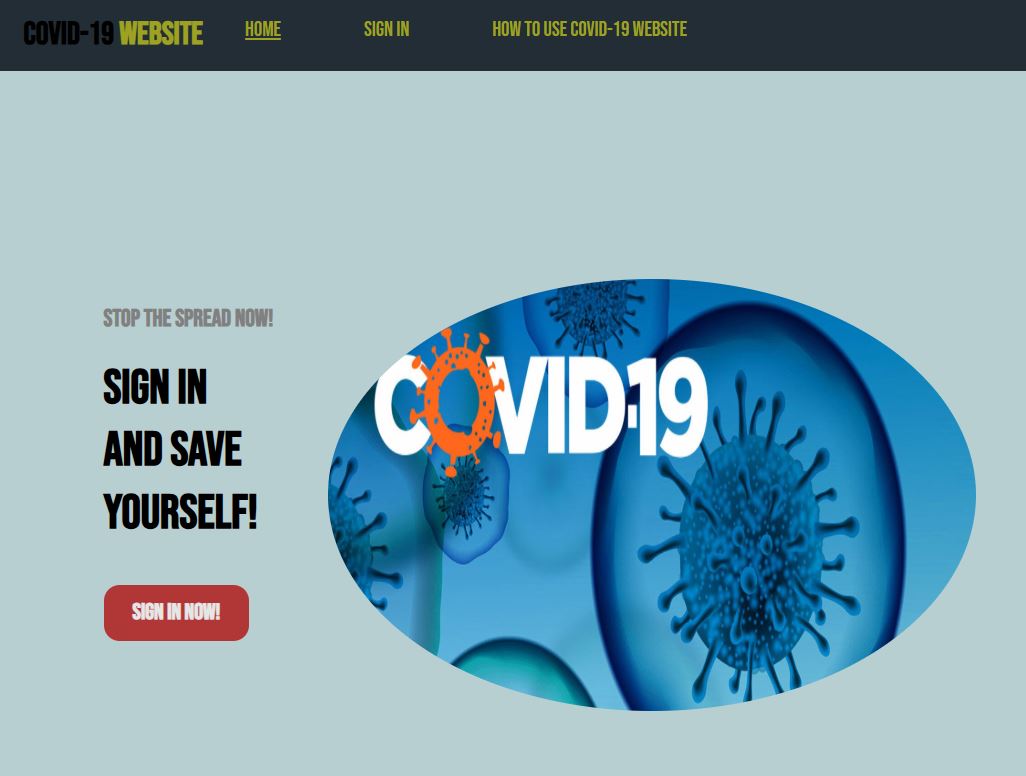 COVID-19 WEBSITE
HOME
SIGN IN
HOW TO USE COVID-19 WEBSITE
STOP THE SPREAD NOW!
SIGN IN
AND SAVE
YOURSELF!
SIGN IN NOW!
COVID-19